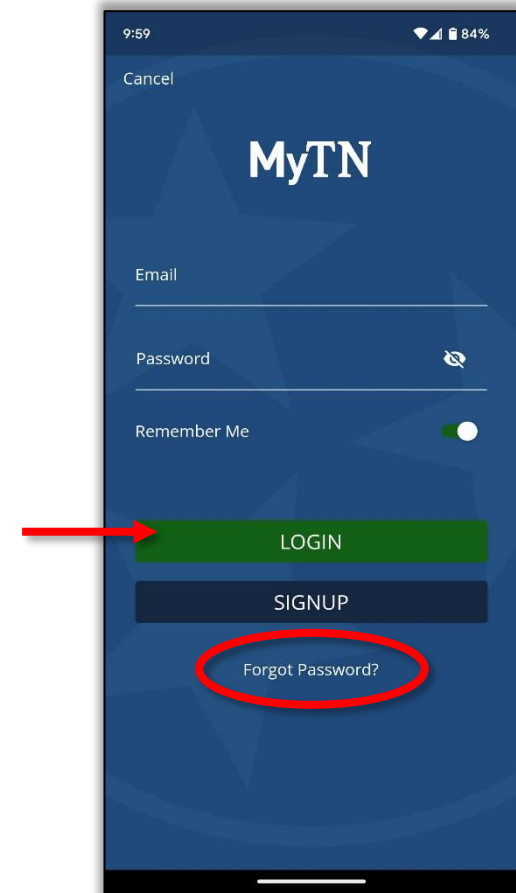 9:59 84%
Cancel
MyTN
Email
Password
Remember Me
LOGIN
SIGNUP
Forgot Password?